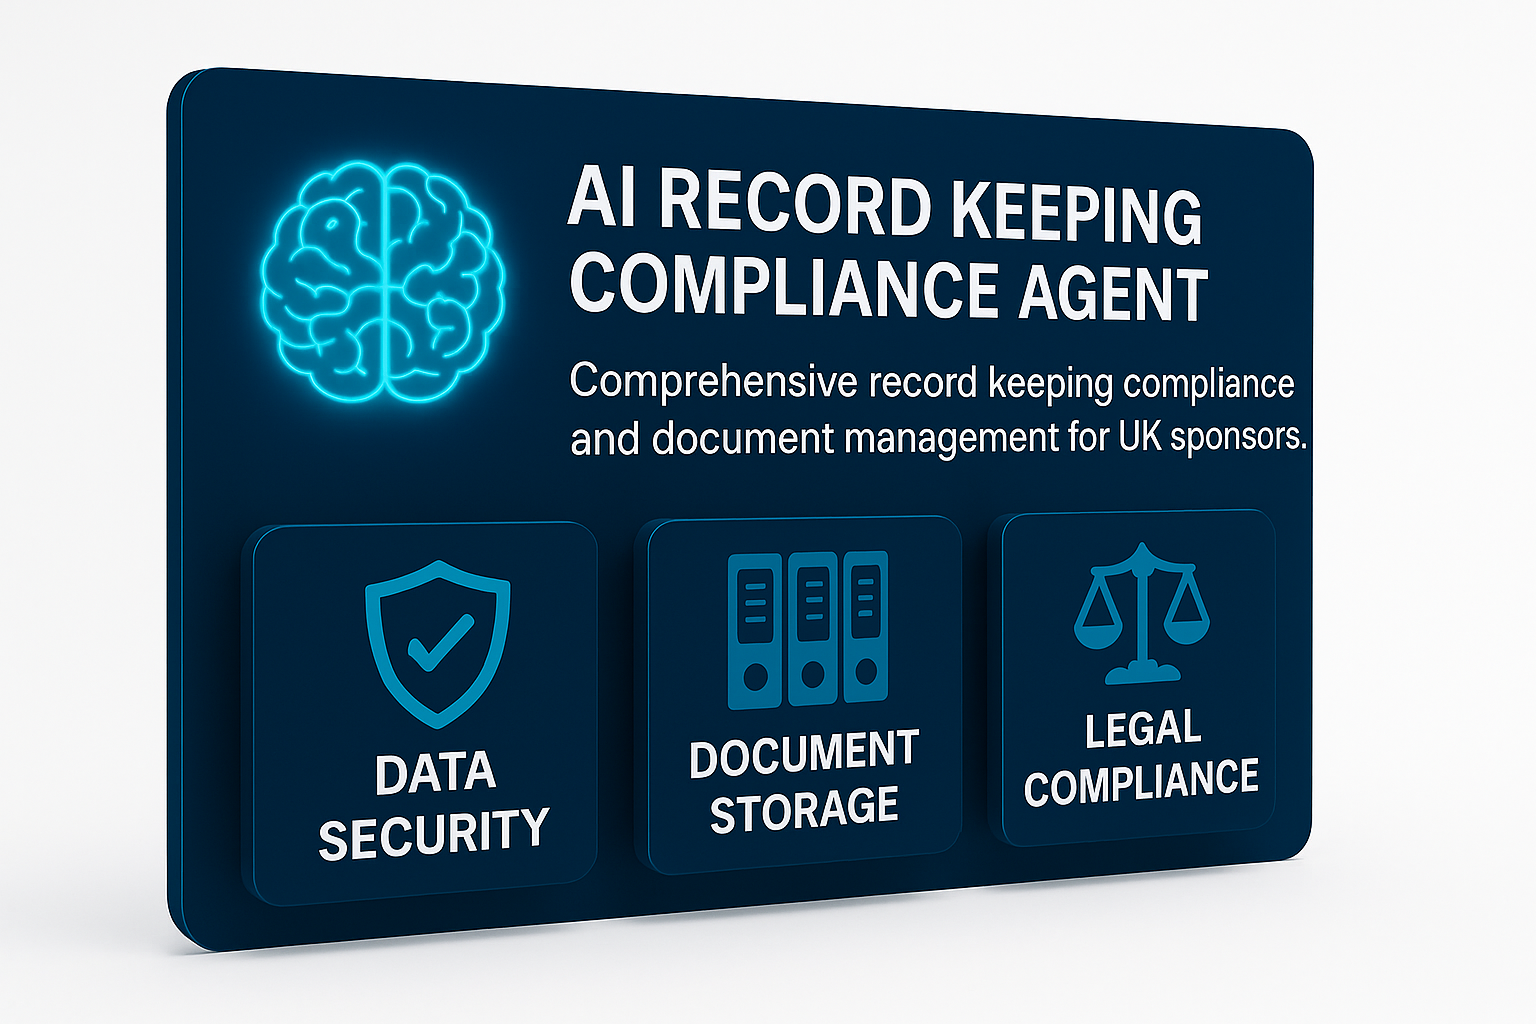 AI RECORD KEEPING
COMPLIANCE AGENT
Comprehensive record keeping compliance
and document management for UK sponsors.
DATA
SECURITY
DOCUMENT
STORAGE
LEGAL
COMPLIANCE